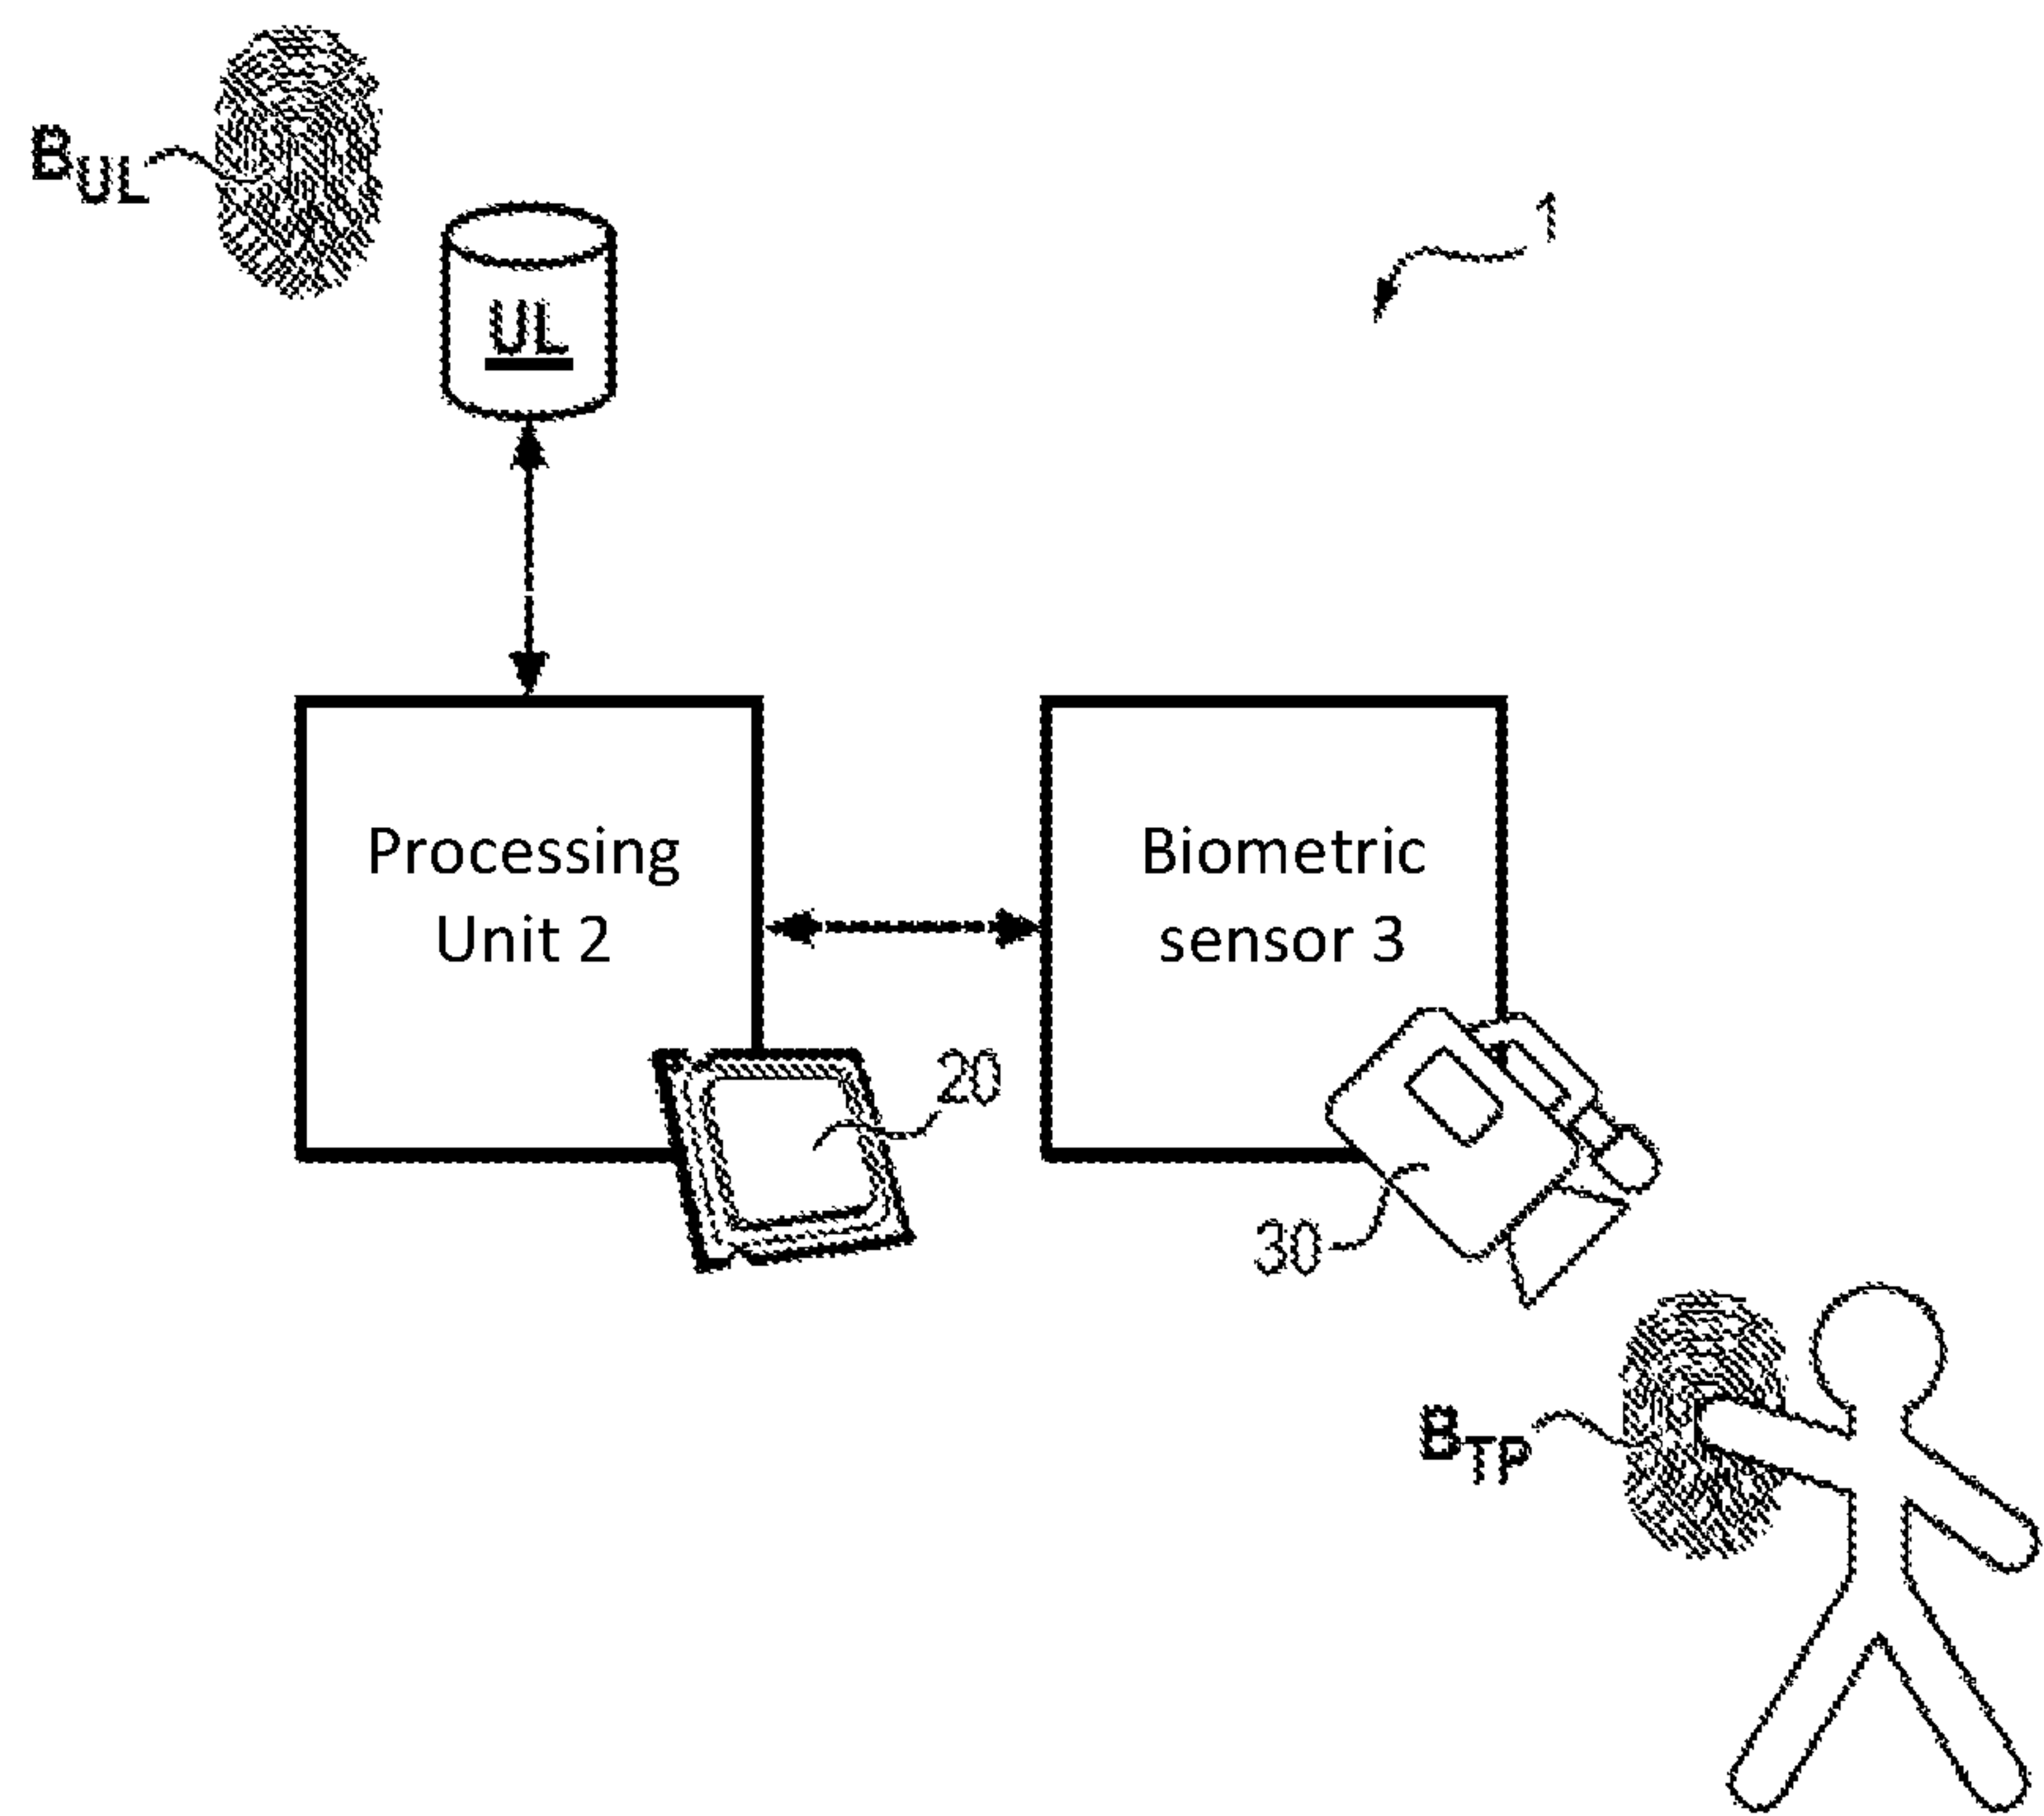 B_UL
1
UL
Processing
Unit 2
Biometric
sensor 3
20
30
B_TP